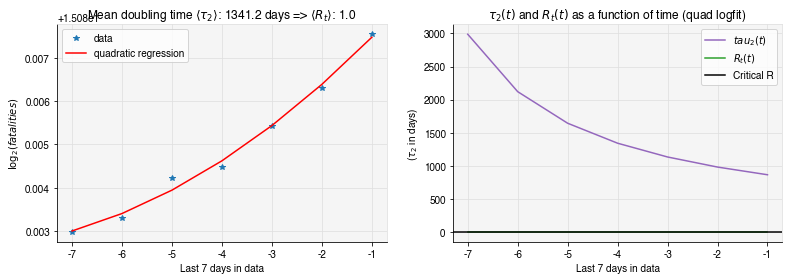 Mean doubling time ⟨τ₂⟩: 1341.2 days => ⟨Rₜ⟩: 1.0
data
quadratic regression
0.007
0.006
0.005
0.004
0.003
log₂(fatalities)
-7 -6 -5 -4 -3 -2 -1
Last 7 days in data
τ₂(t) and Rₜ(t) as a function of time (quad logfit)
tau₂(t)
Rₜ(t)
Critical R
3000
2500
2000
1500
1000
500
0
(τ₂ in days)
-7 -6 -5 -4 -3 -2 -1
Last 7 days in data